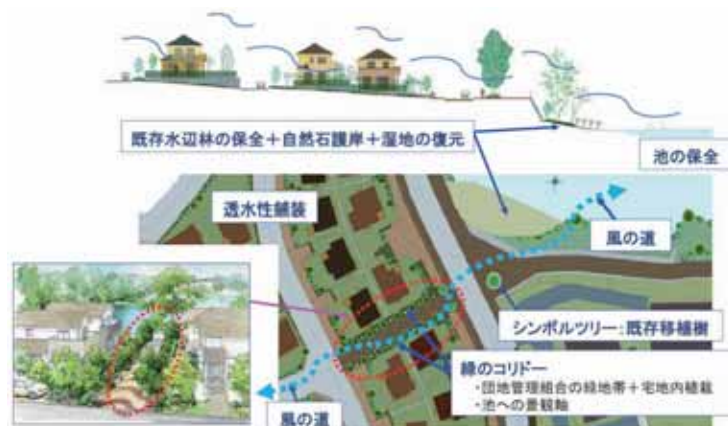 既存水辺林の保全＋自然石護岸＋湿地の復元
池の保全
透水性舗装
風の道
シンボルツリー：既存移植樹
緑のコリドー
・団地管理組合の緑地帯＋宅地内植栽
・池への景観軸
風の道